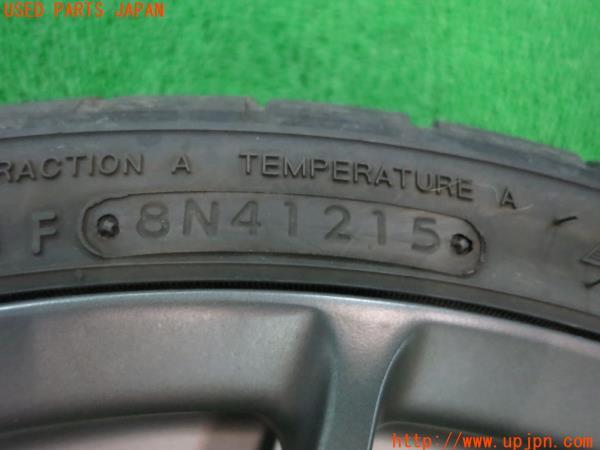 USED PARTS JAPAN
RACTION A TEMPERATURE A
F 8N41215
http://www.upjpn.com/